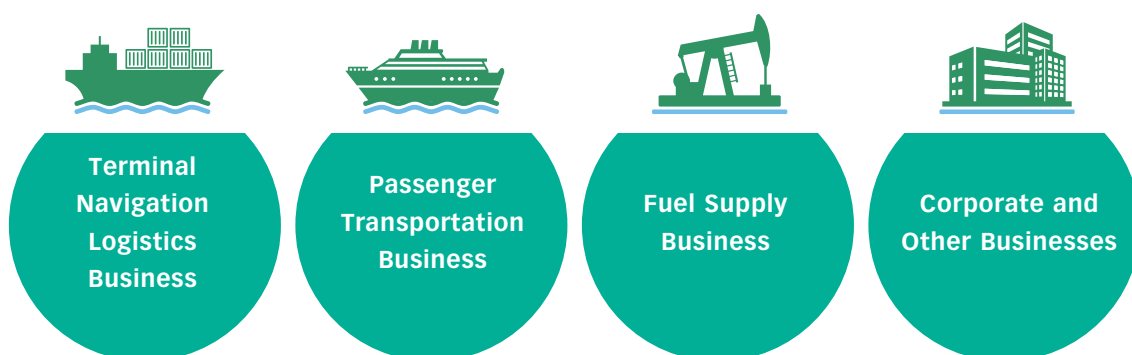 Terminal
Navigation
Logistics
Business
Passenger
Transportation
Business
Fuel Supply
Business
Corporate and
Other Businesses